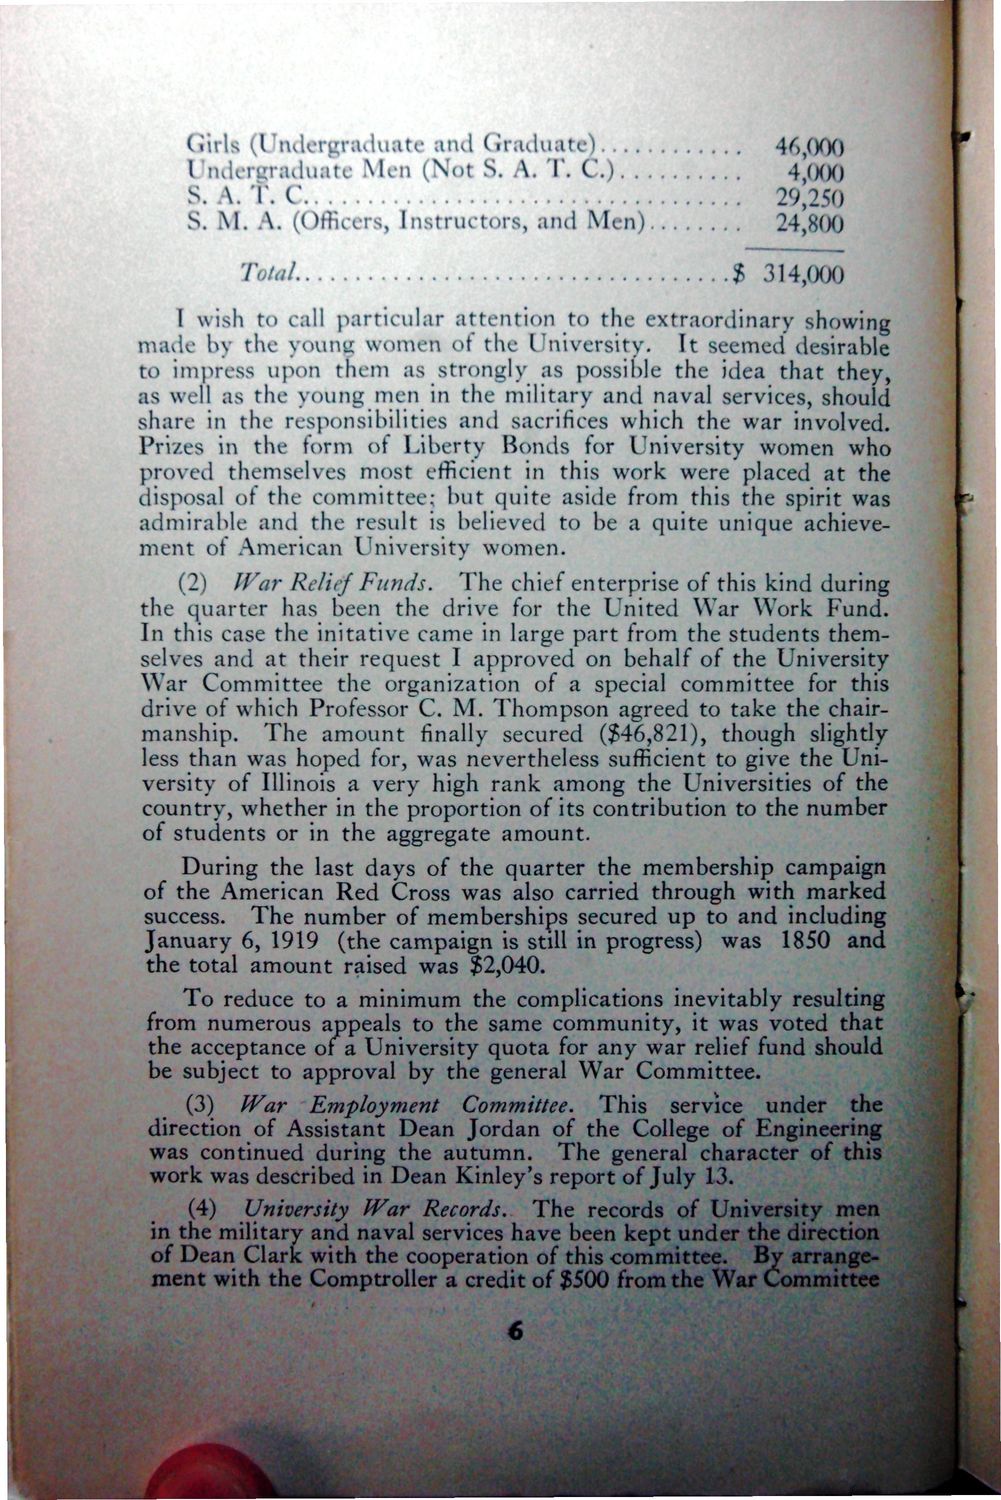 Girls (Undergraduate and Graduate)............ 46,000
Undergraduate Men (Not S. A. T. C.).......... 4,000
S. A. T. C................................. 29,250
S. M. A. (Officers, Instructors, and Men)........ 24,800
Total.................................$ 314,000
I wish to call particular attention to the extraordinary showing
made by the young women of the University. It seemed desirable
to impress upon them as strongly as possible the idea that they,
as well as the young men in the military and naval services, should
share in the responsibilities and sacrifices which the war involved.
Prizes in the form of Liberty Bonds for University women who
proved themselves most efficient in this work were placed at the
disposal of the committee; but quite aside from this the spirit was
admirable and the result is believed to be a quite unique achieve-
ment of American University women.
(2) War Relief Funds. The chief enterprise of this kind during
the quarter has been the drive for the United War Work Fund.
In this case the initative came in large part from the students them-
selves and at their request I approved on behalf of the University
War Committee the organization of a special committee for this
drive of which Professor C. M. Thompson agreed to take the chair-
manship. The amount finally secured ($46,821), though slightly
less than was hoped for, was nevertheless sufficient to give the Uni-
versity of Illinois a very high rank among the Universities of the
country, whether in the proportion of its contribution to the number
of students or in the aggregate amount.
During the last days of the quarter the membership campaign
of the American Red Cross was also carried through with marked
success. The number of memberships secured up to and including
January 6, 1919 (the campaign is still in progress) was 1850 and
the total amount raised was $2,040.
To reduce to a minimum the complications inevitably resulting
from numerous appeals to the same community, it was voted that
the acceptance of a University quota for any war relief fund should
be subject to approval by the general War Committee.
(3) War Employment Committee. This service under the
direction of Assistant Dean Jordan of the College of Engineering
was continued during the autumn. The general character of this
work was described in Dean Kinley's report of July 13.
(4) University War Records. The records of University men
in the military and naval services have been kept under the direction
of Dean Clark with the cooperation of this committee. By arrange-
ment with the Comptroller a credit of $500 from the War Committee
6